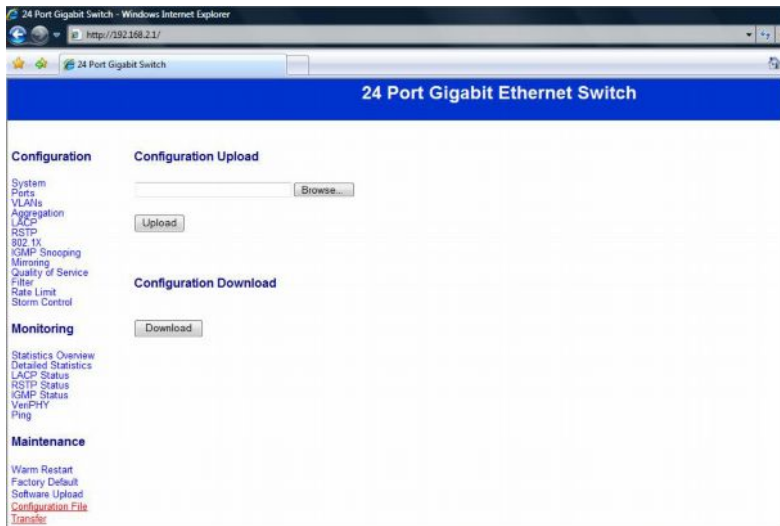 24 Port Gigabit Switch - Windows Internet Explorer
http://192.168.2.1/
24 Port Gigabit Switch
24 Port Gigabit Ethernet Switch
Configuration
System
Ports
VLANs
Aggregation
LACP
RSTP
802.1X
IGMP Snooping
Mirroring
Quality of Service
Filter
Rate Limit
Storm Control
Monitoring
Statistics Overview
Detailed Statistics
LACP Status
RSTP Status
IGMP Status
VeriPHY
Ping
Maintenance
Warm Restart
Factory Default
Software Upload
Configuration File
Transfer
Configuration Upload
Browse...
Upload
Configuration Download
Download